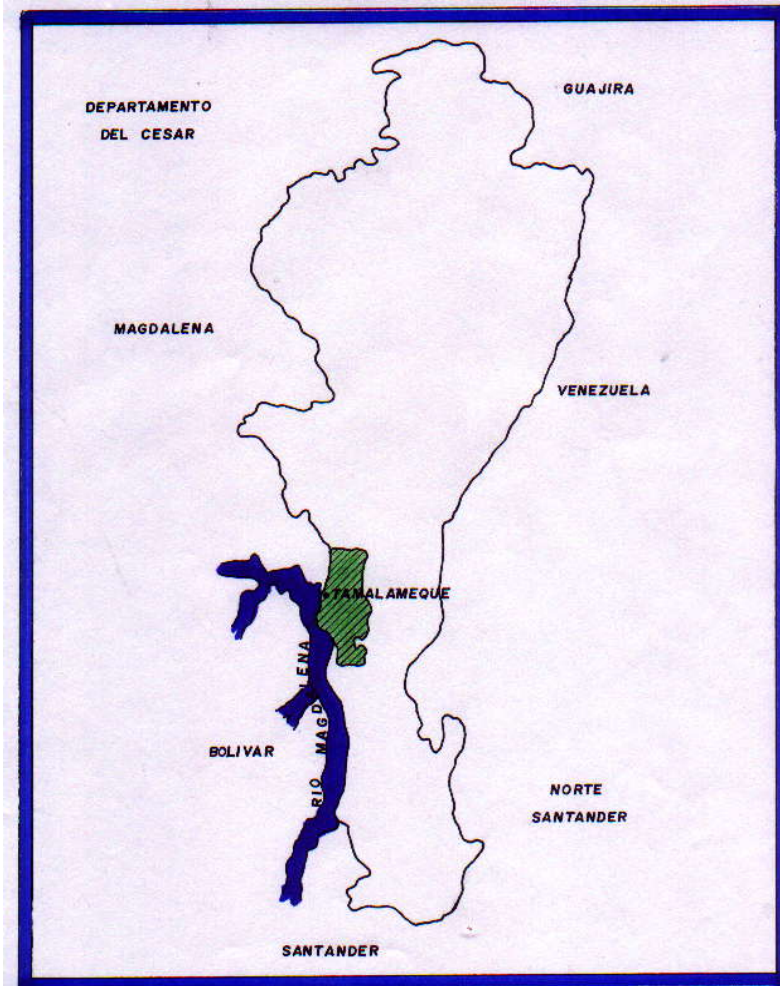 GUAJIRA
DEPARTAMENTO
DEL CESAR
MAGDALENA
VENEZUELA
TAMALAMEQUE
RIO MAGDALENA
BOLIVAR
NORTE
SANTANDER
SANTANDER